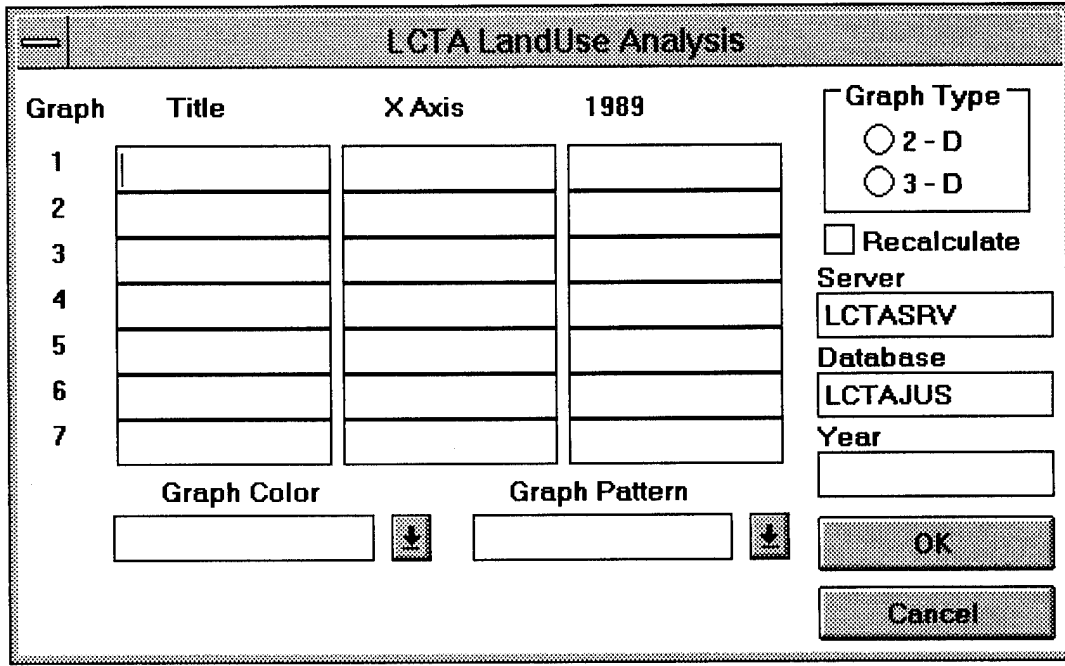 LCTA LandUse Analysis
Graph Title X Axis 1989
1
2
3
4
5
6
7
Graph Color Graph Pattern
Graph Type
2 - D
3 - D
Recalculate
Server
LCTASRV
Database
LCTAJUS
Year
OK
Cancel